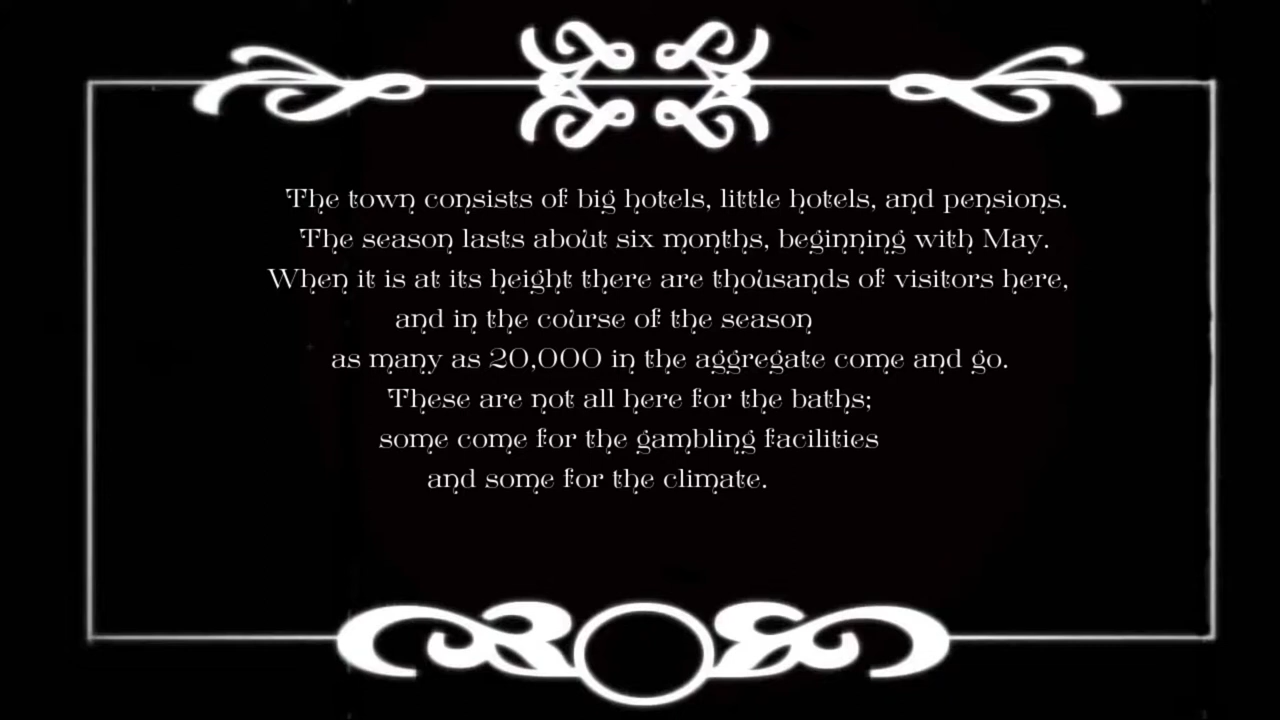 The town consists of big hotels, little hotels, and pensions.
The season lasts about six months, beginning with May.
When it is at its height there are thousands of visitors here,
and in the course of the season
as many as 20,000 in the aggregate come and go.
These are not all here for the baths;
some come for the gambling facilities
and some for the climate.